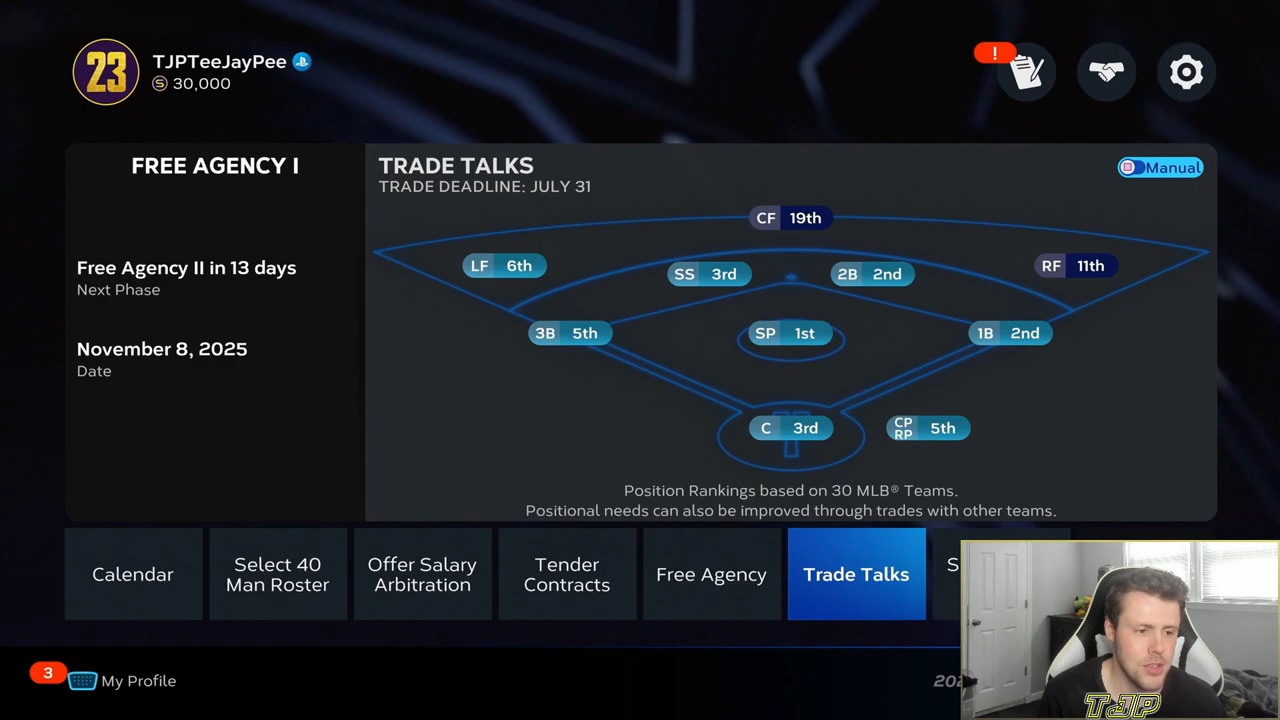 23
TJPTeeJayPee
S 30,000
!
FREE AGENCY I
Free Agency II in 13 days
Next Phase
November 8, 2025
Date
TRADE TALKS
TRADE DEADLINE: JULY 31
Manual
CF 19th
LF 6th
SS 3rd
2B 2nd
RF 11th
3B 5th
SP 1st
1B 2nd
C 3rd
CP
RP 5th
Position Rankings based on 30 MLB® Teams.
Positional needs can also be improved through trades with other teams.
Calendar
Select 40
Man Roster
Offer Salary
Arbitration
Tender
Contracts
Free Agency
Trade Talks
3
My Profile
TJP